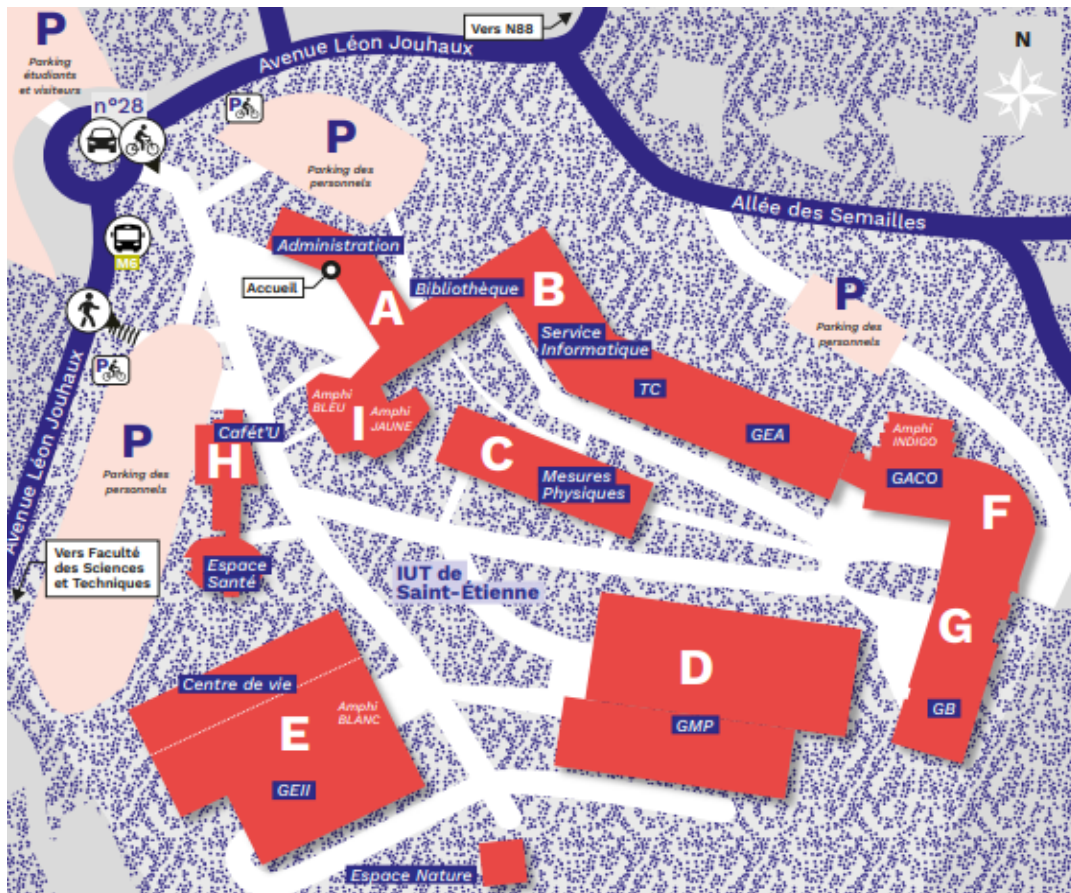 P
Parking
étudiants
et visiteurs
n°28
P
Avenue Léon Jouhaux
Vers N88
N
P
Parking des
personnels
Allée des Semailles
M6
Administration
Accueil
A
Bibliothèque
B
Service
Informatique
P
Parking des
personnels
TC
GEA
Amphi
INDIGO
GACO
F
Amphi
BLEU
Amphi
JAUNE
I
P
Cafét'U
H
C
Mesures
Physiques
P
Parking des
personnels
Avenue Léon Jouhaux
Vers Faculté
des Sciences
et Techniques
Espace
Santé
IUT de
Saint-Étienne
G
GB
D
GMP
Centre de vie
Amphi
BLANC
E
GEII
Espace Nature